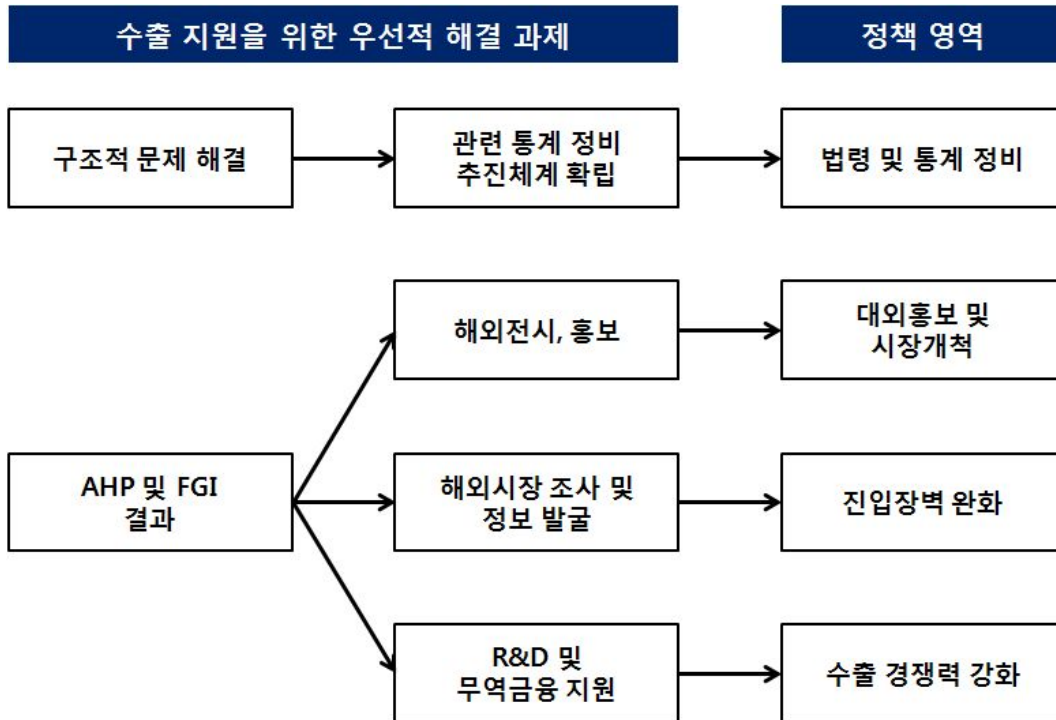 수출 지원을 위한 우선적 해결 과제
정책 영역
구조적 문제 해결
관련 통계 정비
추진체계 확립
법령 및 통계 정비
해외전시, 홍보
대외홍보 및
시장개척
AHP 및 FGI
결과
해외시장 조사 및
정보 발굴
진입장벽 완화
R&D 및
무역금융 지원
수출 경쟁력 강화